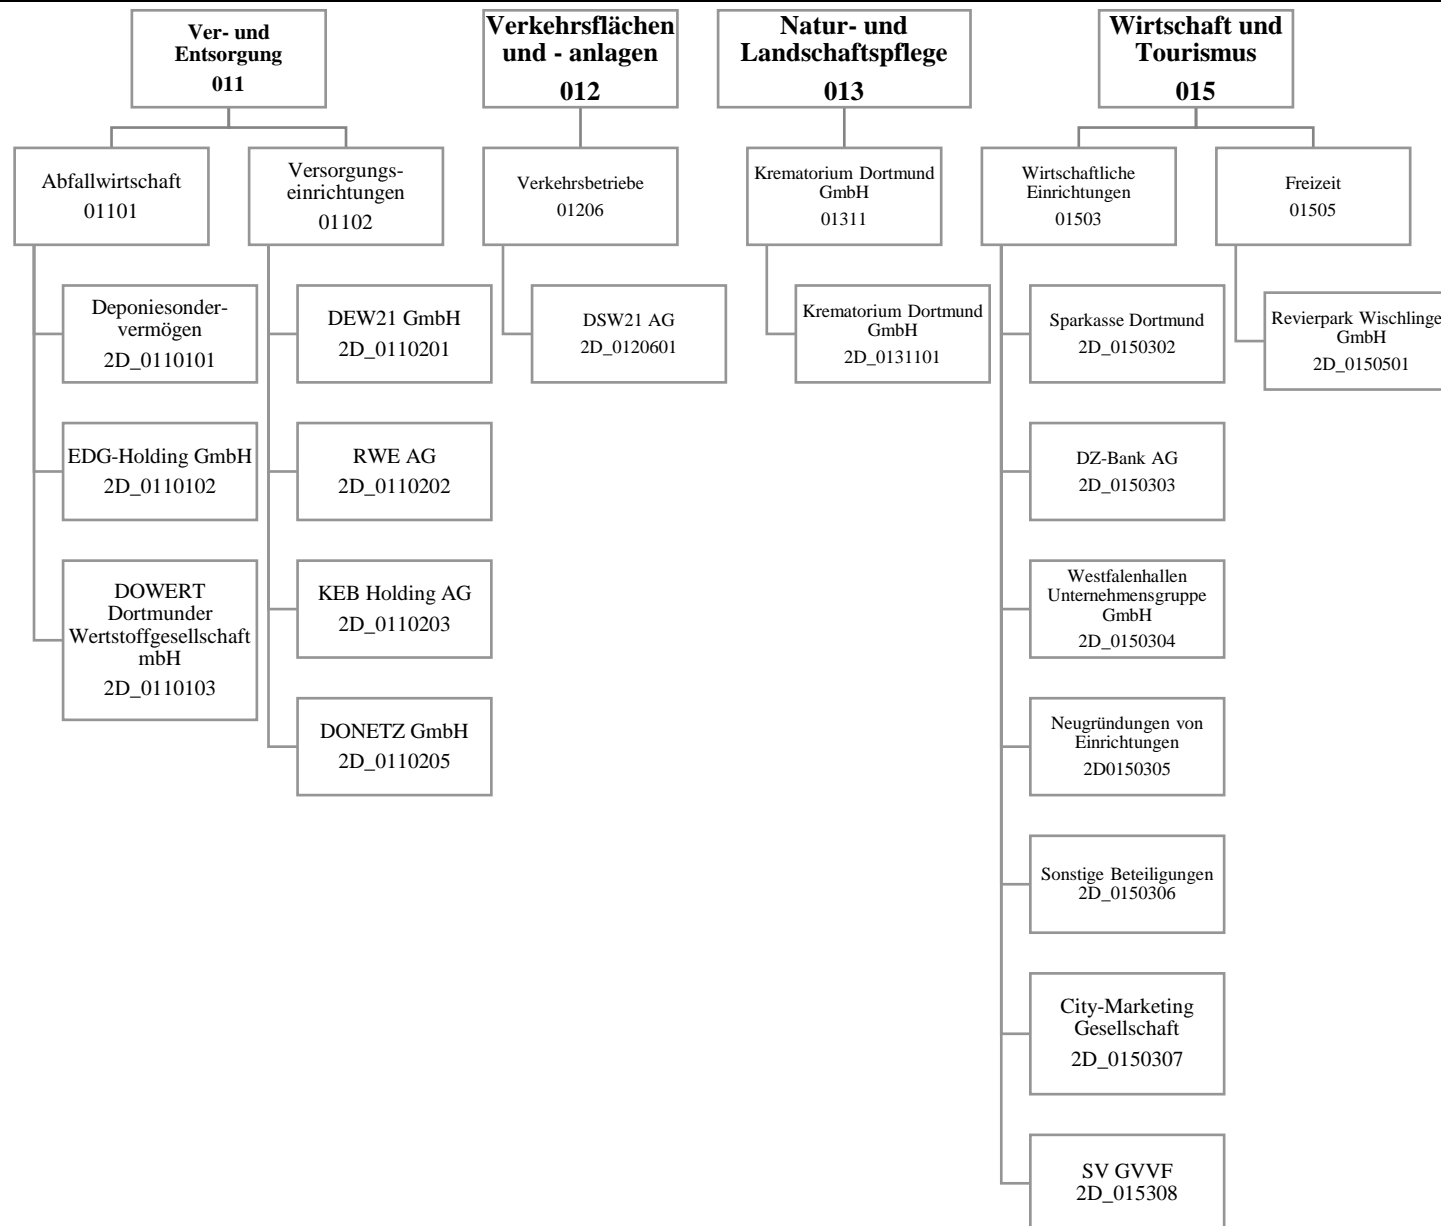 Ver- und
Entsorgung
011
Abfallwirtschaft
01101
Deponiesonder-
vermögen
2D_0110101
EDG-Holding GmbH
2D_0110102
DOWERT
Dortmunder
Wertstoffgesellschaft
mbH
2D_0110103
Versorgungs-
einrichtungen
01102
DEW21 GmbH
2D_0110201
RWE AG
2D_0110202
KEB Holding AG
2D_0110203
DONETZ GmbH
2D_0110205
Verkehrsflächen
und - anlagen
012
Verkehrsbetriebe
01206
DSW21 AG
2D_0120601
Natur- und
Landschaftspflege
013
Krematorium Dortmund
GmbH
01311
Krematorium Dortmund
GmbH
2D_0131101
Wirtschaft und
Tourismus
015
Wirtschaftliche
Einrichtungen
01503
Sparkasse Dortmund
2D_0150302
DZ-Bank AG
2D_0150303
Westfalenhallen
Unternehmensgruppe
GmbH
2D_0150304
Neugründungen von
Einrichtungen
2D0150305
Sonstige Beteiligungen
2D_0150306
City-Marketing
Gesellschaft
2D_0150307
SV GVVF
2D_015308
Freizeit
01505
Revierpark Wischlinge
GmbH
2D_0150501